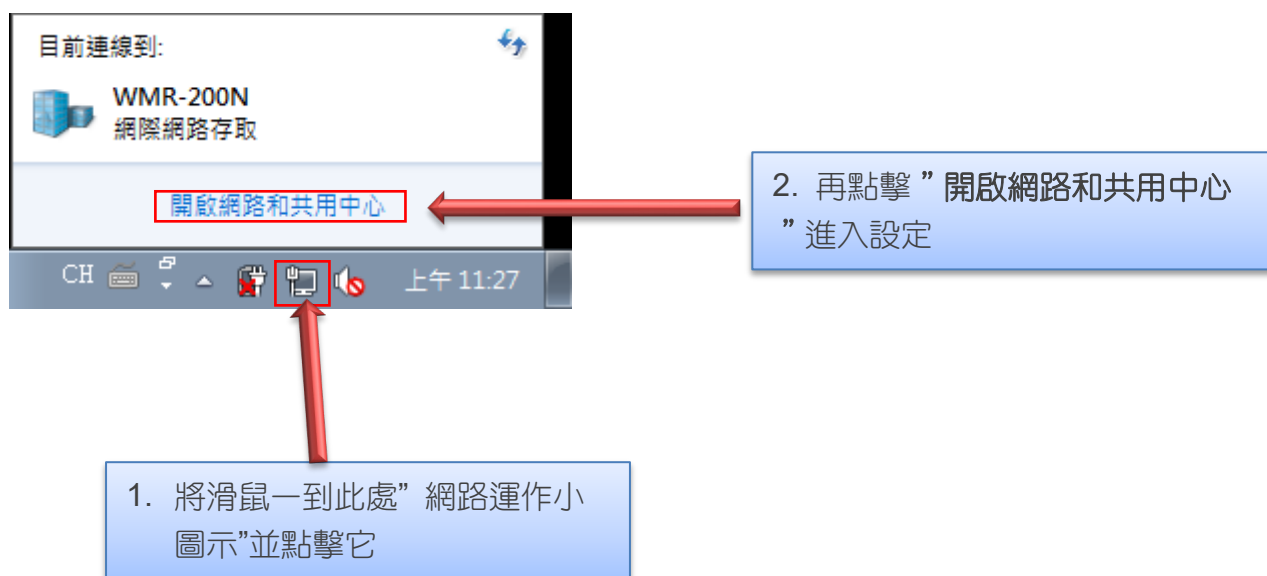 目前連線到:
WMR-200N
網際網路存取
開啟網路和共用中心
CH
上午 11:27
2. 再點擊 ” 開啟網路和共用中心
” 進入設定
1. 將滑鼠一到此處” 網路運作小
圖示”並點擊它